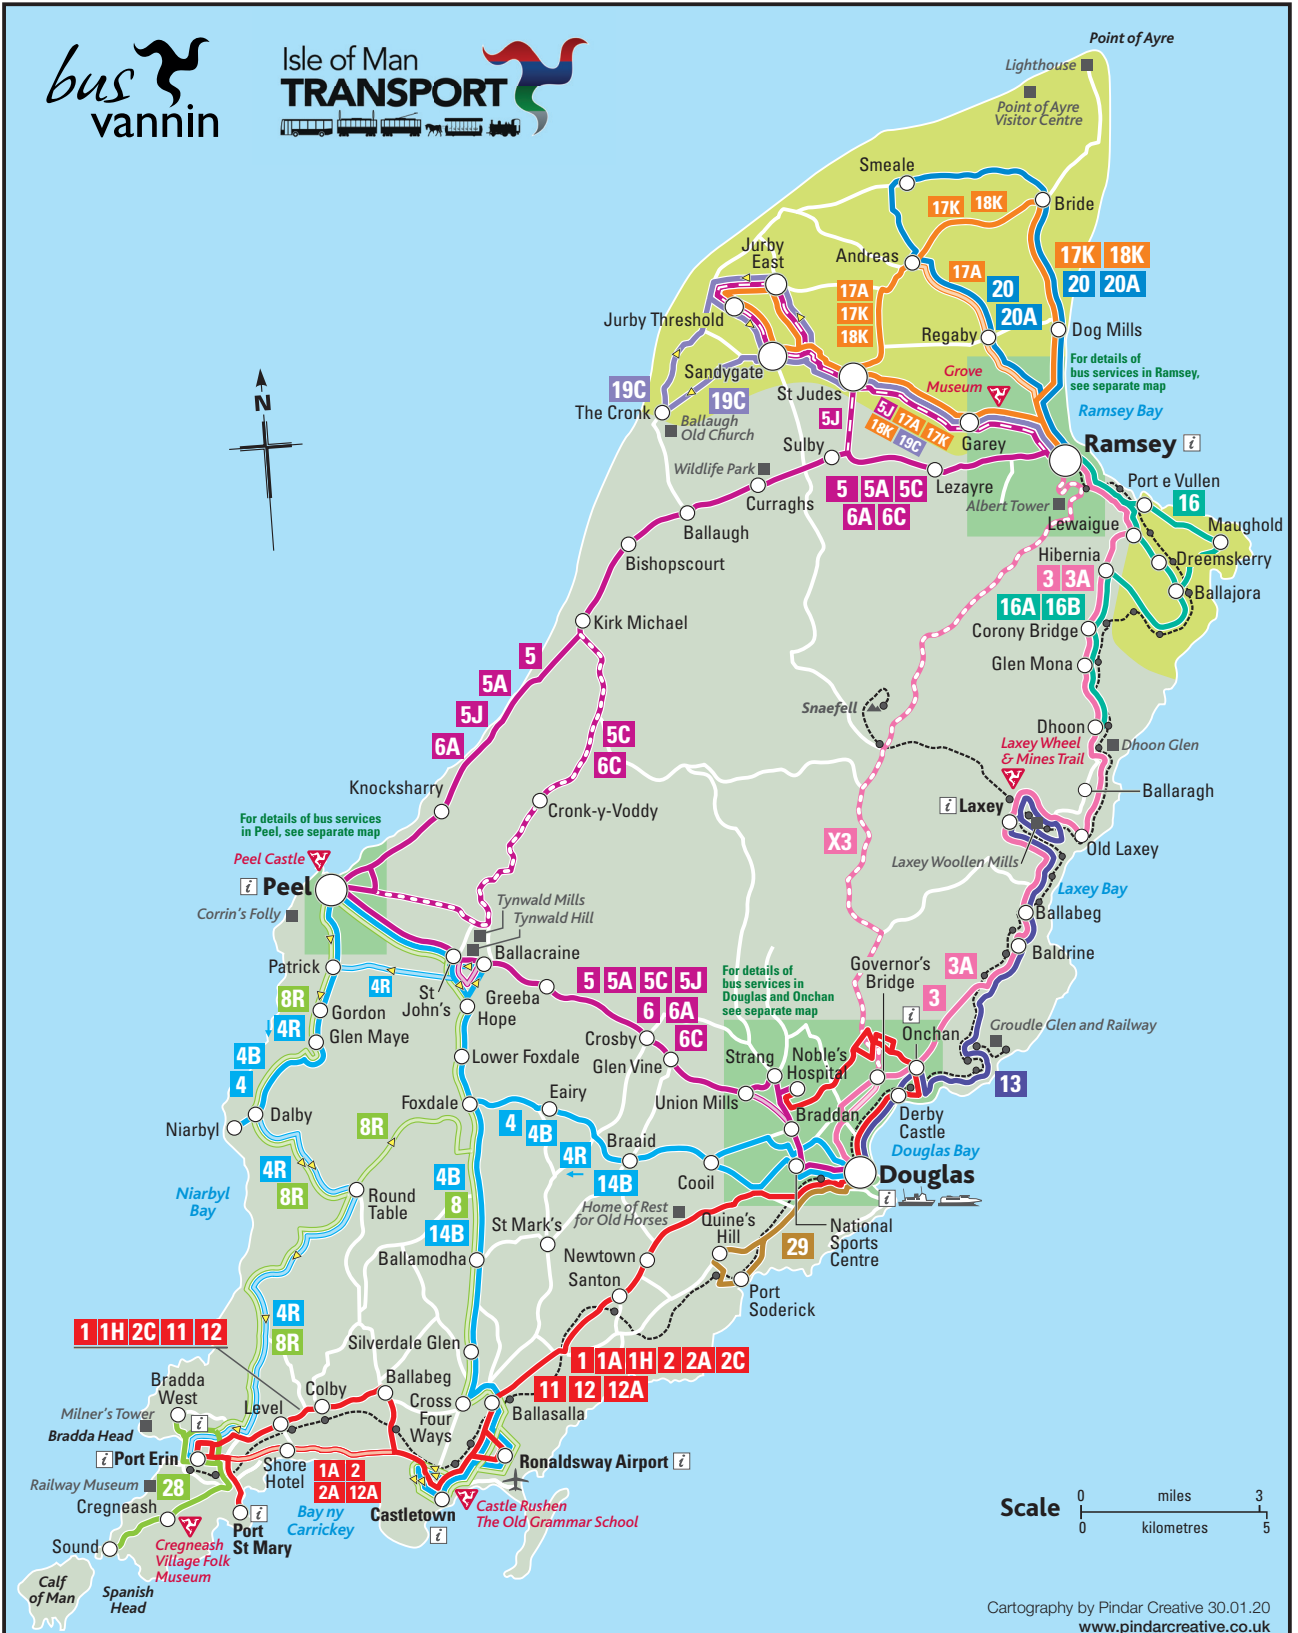 bus
vannin
Isle of Man
TRANSPORT
Point of Ayre
Lighthouse
Point of Ayre
Visitor Centre
Smeale
17K 18K
Bride
Jurby
East
Andreas
17K 18K
17A
20
20 20A
17A
20A
17K
18K
Jurby Threshold
Regaby
Dog Mills
For details of
bus services in Ramsey,
see separate map
Sandygate
Grove
Museum
19C
19C
St Judes
The Cronk
Ballaugh
Old Church
5J
5J 17A 17K
18K 19C
Garey
Ramsey Bay
N
Ramsey i
Sulby
Wildlife Park
Lezayre
Port e Vullen
16
Curraghs
5 5A 5C
6A 6C
Albert Tower
Lewaigue
Maughold
Ballaugh
Hibernia
Dreemskerry
Bishopscourt
3 3A
Ballajora
16A 16B
Kirk Michael
Corony Bridge
5
Glen Mona
5A
Snaefell
5J
Dhoon
6A
5C
6C
Laxey Wheel
& Mines Trail
Dhoon Glen
Knocksharry
Ballaragh
Cronk-y-Voddy
i Laxey
For details of bus services
in Peel, see separate map
X3
Old Laxey
Peel Castle
Laxey Woollen Mills
i Peel
Laxey Bay
Corrin's Folly
Tynwald Mills
Tynwald Hill
Ballabeg
Ballacraine
Baldrine
Patrick
4R
St
John's
Greeba
5 5A 5C 5J
For details of
bus services in
Douglas and Onchan
see separate map
Governor's
Bridge
3A
8R
Gordon
Hope
6 6A
3
4R
Glen Maye
Crosby
6C
i
Onchan
Groudle Glen and Railway
4B
Lower Foxdale
Glen Vine
Strang
Noble's
Hospital
4
Eairy
Union Mills
13
Foxdale
Braddan
Derby
Castle
Dalby
4
4B
Niarbyl
8R
Braaid
Douglas Bay
4R
4R
4B
14B
Cooil
Douglas
i
8R
8
Niarbyl
Bay
Round
Table
14B
Home of Rest
for Old Horses
Quine's
Hill
National
Sports
Centre
St Mark's
29
Ballamodha
Newtown
Santon
Port
Soderick
4R
8R
1 1H 2C 11 12
Silverdale Glen
1 1A 1H 2 2A 2C
11 12 12A
Bradda
West
Ballabeg
Colby
Cross
Four
Ways
Milner's Tower
i
Level
Ballasalla
Bradda Head
i Port Erin
Shore
Hotel
Ronaldsway Airport i
Railway Museum
28
1A 2
2A 12A
Cregneash
i
Bay ny
Carrickey
Castletown
i
Castle Rushen
The Old Grammar School
Port
St Mary
Sound
Cregneash
Village Folk
Museum
Calf
of Man
Spanish
Head
Scale
0 miles 3
0 kilometres 5
Cartography by Pindar Creative 30.01.20
www.pindarcreative.co.uk